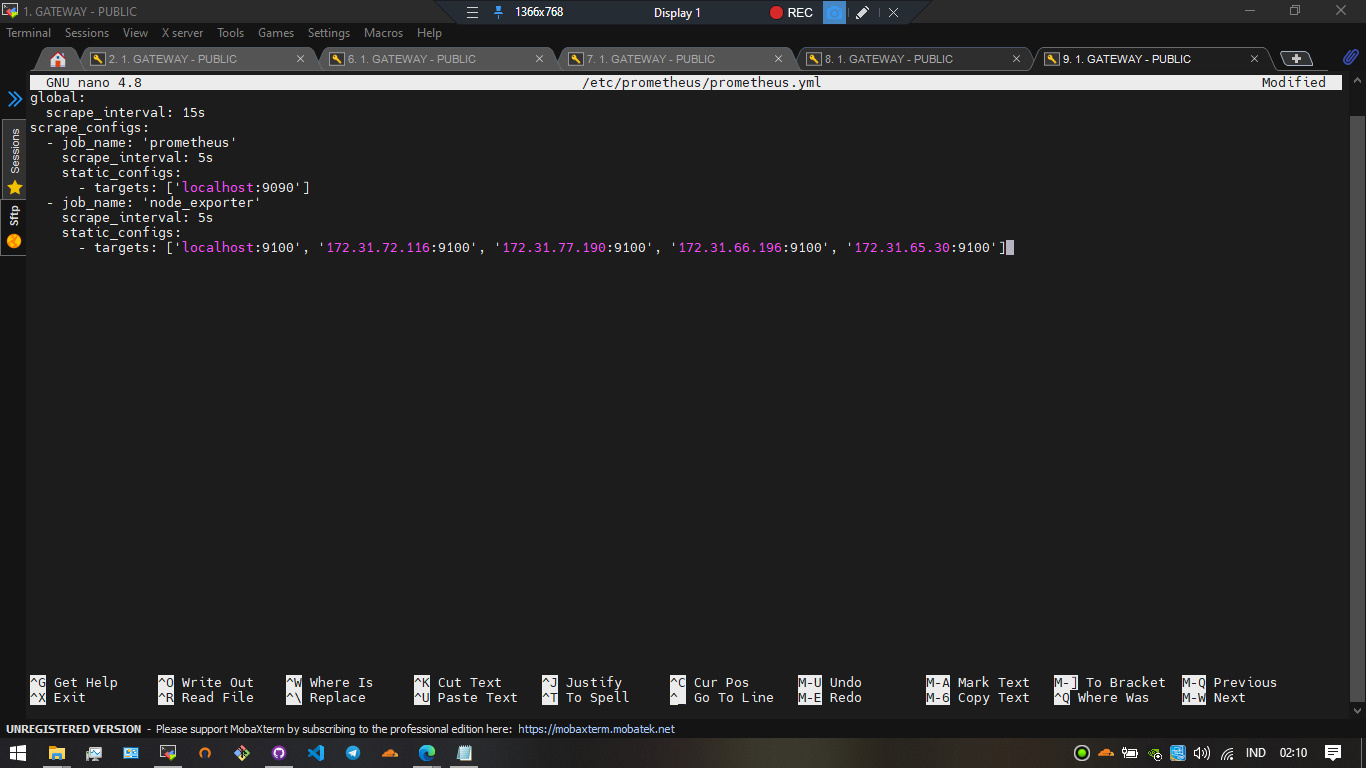 1. GATEWAY - PUBLIC
1366x768
Display 1
REC
Terminal Sessions View X server Tools Games Settings Macros Help
2. 1. GATEWAY - PUBLIC
6. 1. GATEWAY - PUBLIC
7. 1. GATEWAY - PUBLIC
8. 1. GATEWAY - PUBLIC
9. 1. GATEWAY - PUBLIC
Sessions
Sftp
GNU nano 4.8 /etc/prometheus/prometheus.yml Modified
global:
  scrape_interval: 15s
scrape_configs:
  - job_name: 'prometheus'
    scrape_interval: 5s
    static_configs:
      - targets: ['localhost:9090']
  - job_name: 'node_exporter'
    scrape_interval: 5s
    static_configs:
      - targets: ['localhost:9100', '172.31.72.116:9100', '172.31.77.190:9100', '172.31.66.196:9100', '172.31.65.30:9100']
^G Get Help ^O Write Out ^W Where Is ^K Cut Text ^J Justify ^C Cur Pos M-U Undo M-A Mark Text M-] To Bracket M-Q Previous
^X Exit ^R Read File ^\ Replace ^U Paste Text ^T To Spell ^_ Go To Line M-E Redo M-6 Copy Text ^Q Where Was M-W Next
UNREGISTERED VERSION - Please support MobaXterm by subscribing to the professional edition here: https://mobaxterm.mobatek.net
IND 02:10